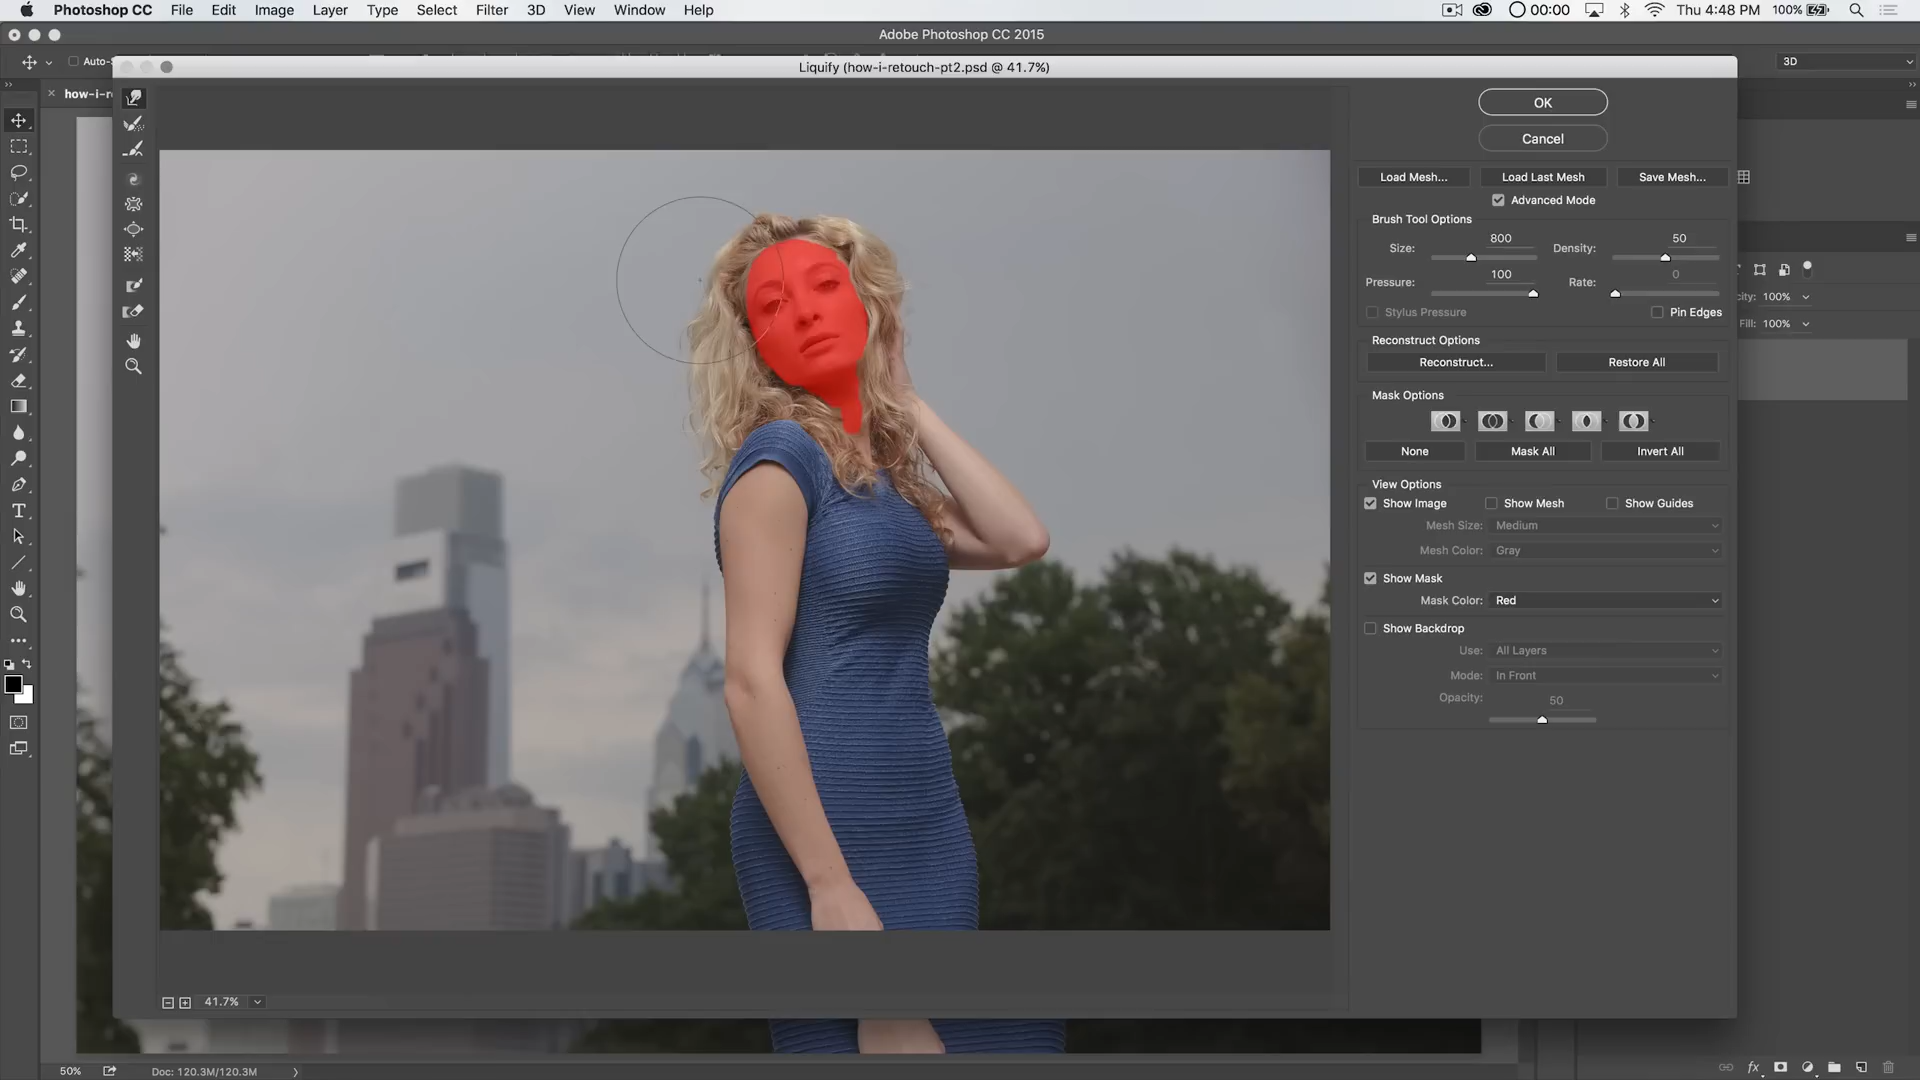 Photoshop CC File Edit Image Layer Type Select Filter 3D View Window Help 00:00 Thu 4:48 PM 100%
Adobe Photoshop CC 2015
Auto-S
3D
Liquify (how-i-retouch-pt2.psd @ 41.7%)
how-i-re
OK
Cancel
Load Mesh... Load Last Mesh Save Mesh...
Advanced Mode
Brush Tool Options
Size: 800 Density: 50
Pressure: 100 Rate: 0
Stylus Pressure Pin Edges
Reconstruct Options
Reconstruct... Restore All
Mask Options
None Mask All Invert All
View Options
Show Image Show Mesh Show Guides
Mesh Size: Medium
Mesh Color: Gray
Show Mask
Mask Color: Red
Show Backdrop
Use: All Layers
Mode: In Front
Opacity: 50
city: 100%
Fill: 100%
41.7%
50% Doc: 120.3M/120.3M
fx